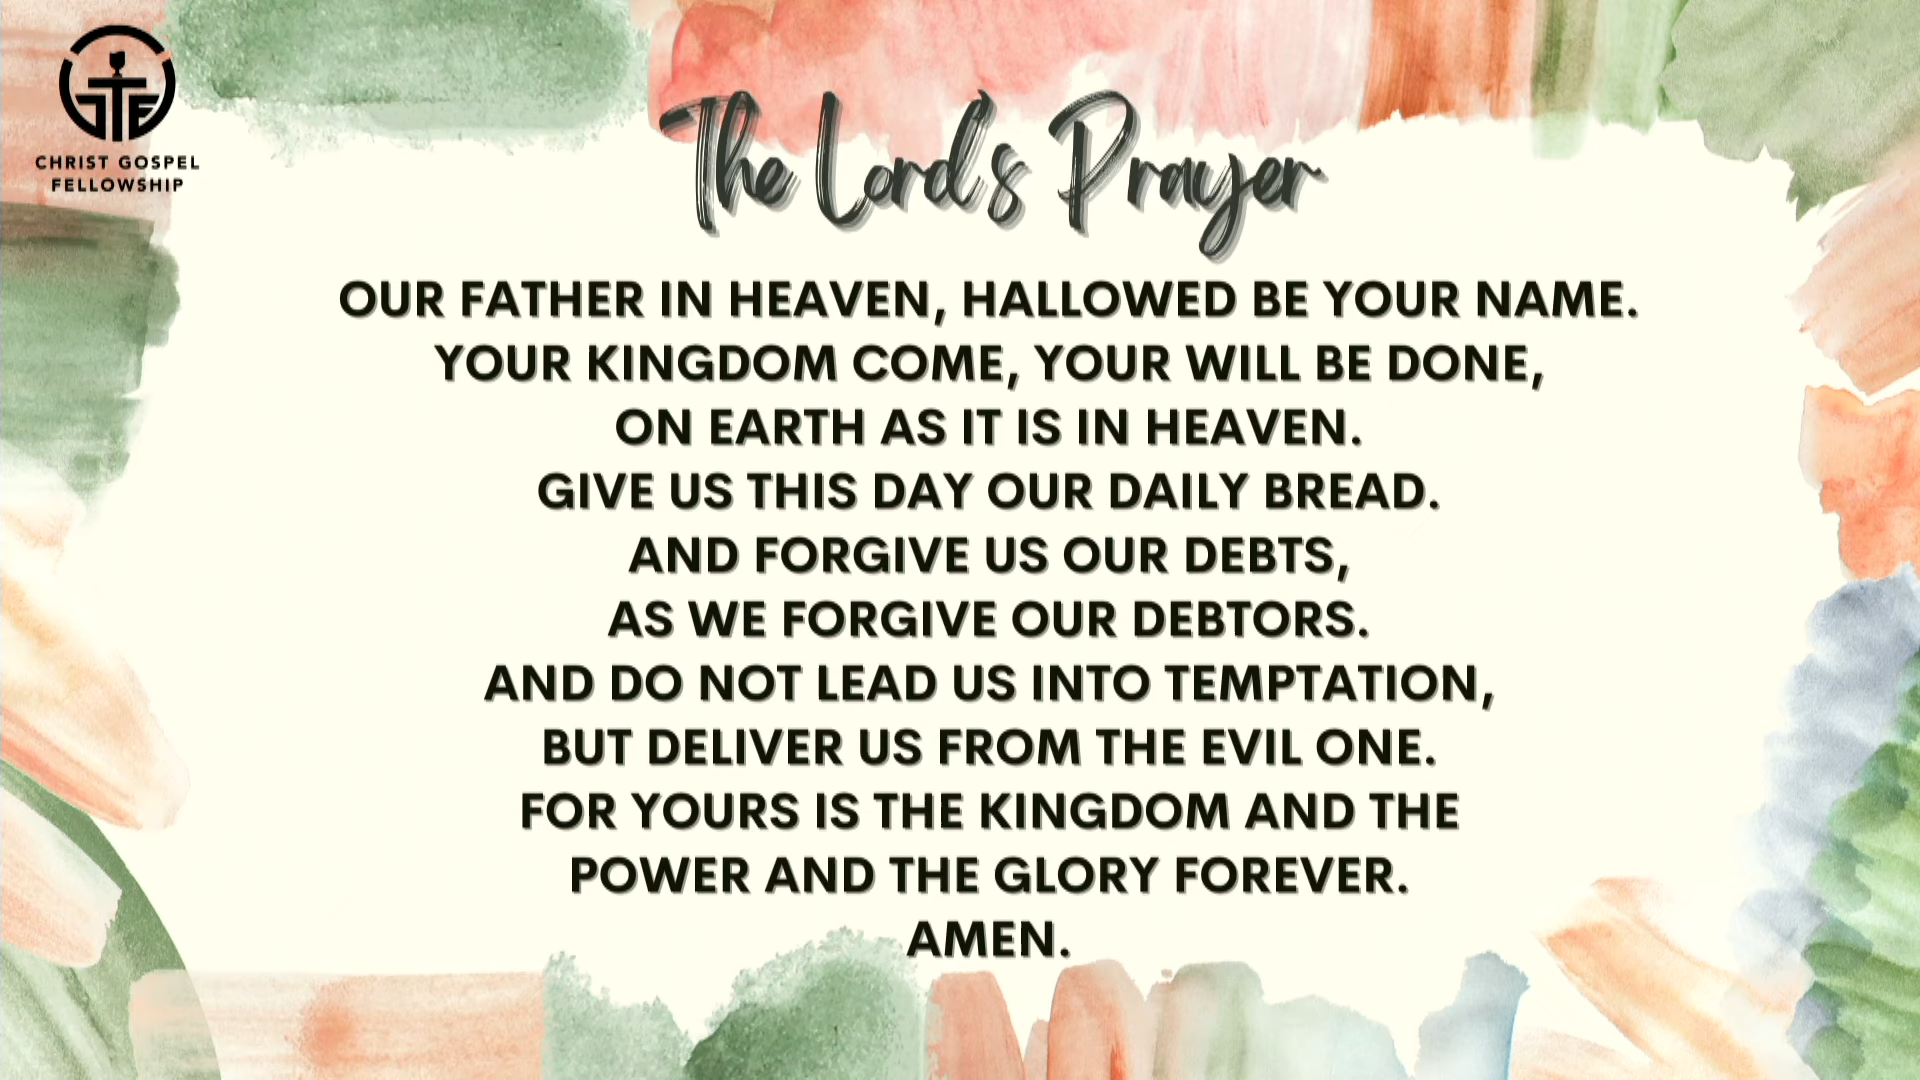 CHRIST GOSPEL
FELLOWSHIP
The Lord's Prayer
OUR FATHER IN HEAVEN, HALLOWED BE YOUR NAME.
YOUR KINGDOM COME, YOUR WILL BE DONE,
ON EARTH AS IT IS IN HEAVEN.
GIVE US THIS DAY OUR DAILY BREAD.
AND FORGIVE US OUR DEBTS,
AS WE FORGIVE OUR DEBTORS.
AND DO NOT LEAD US INTO TEMPTATION,
BUT DELIVER US FROM THE EVIL ONE.
FOR YOURS IS THE KINGDOM AND THE
POWER AND THE GLORY FOREVER.
AMEN.